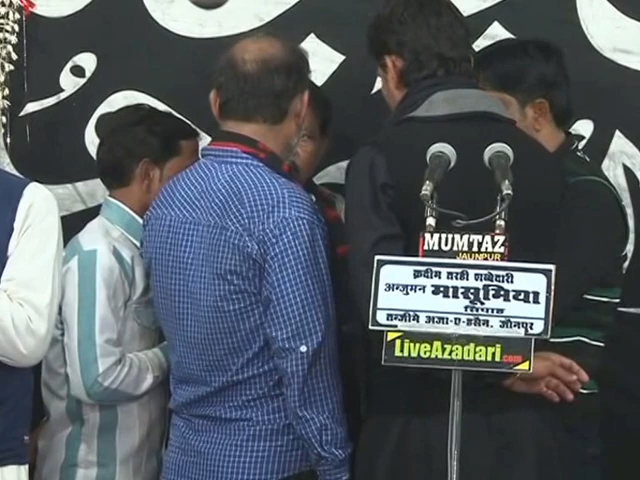 MUMTAZ
JAUNPUR
क़दीम तरही शब्बेदारी
अन्जुमन मासूमिया
सिपाह
तन्ज़ीमे अज़ा-ए-हुसैन, जौनपुर
LiveAzadari.com